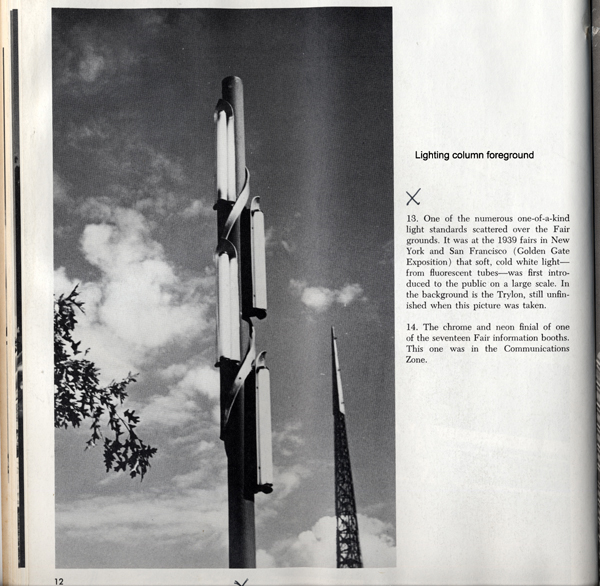 Lighting column foreground
13. One of the numerous one-of-a-kind
light standards scattered over the Fair
grounds. It was at the 1939 fairs in New
York and San Francisco (Golden Gate
Exposition) that soft, cold white light—
from fluorescent tubes—was first intro-
duced to the public on a large scale. In
the background is the Trylon, still unfin-
ished when this picture was taken.
14. The chrome and neon finial of one
of the seventeen Fair information booths.
This one was in the Communications
Zone.
12